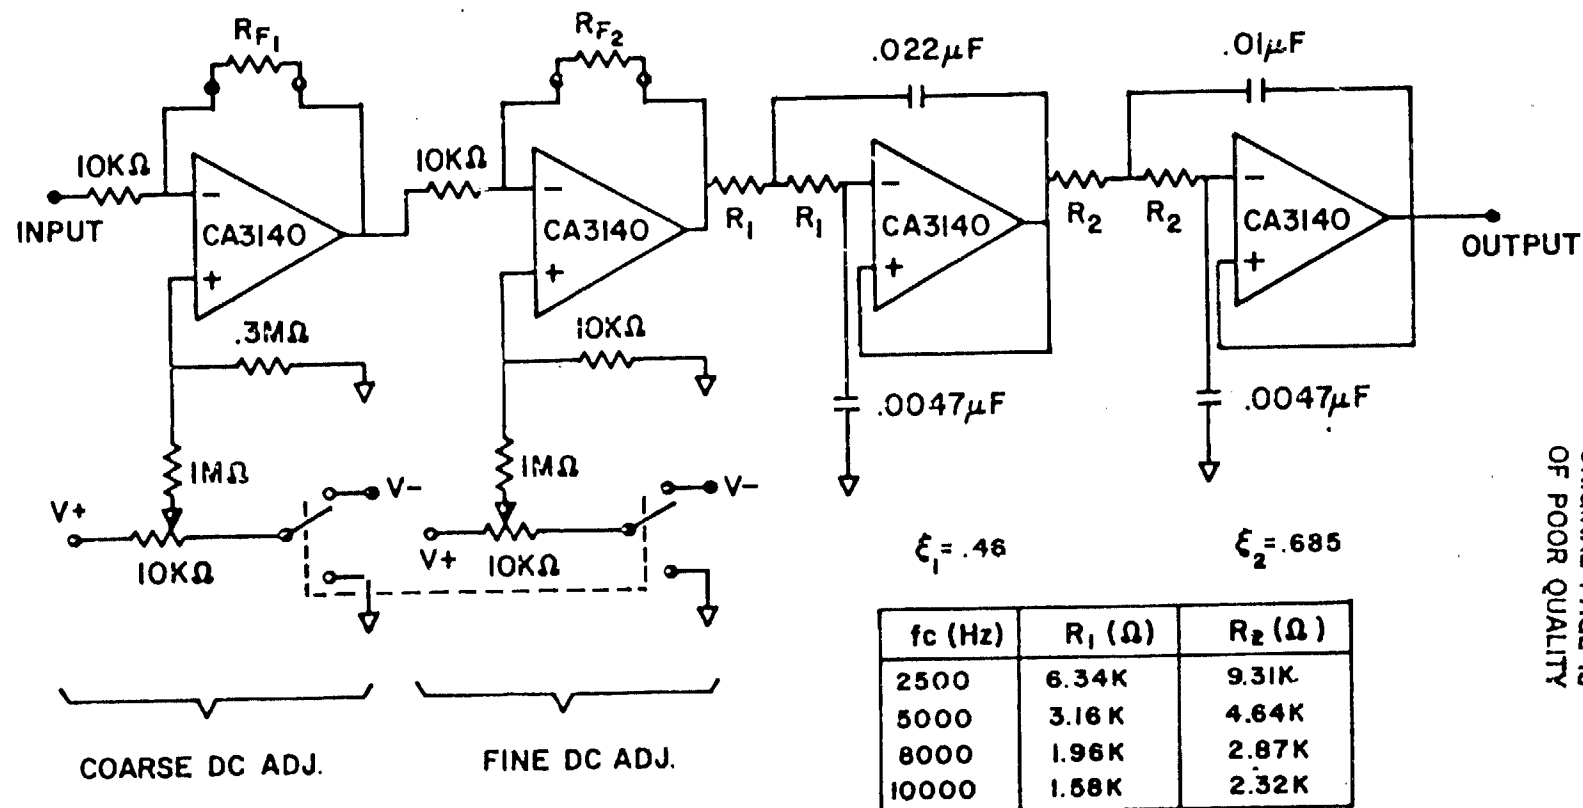 R_F1
R_F2
.022µF
.01µF
10KΩ
10KΩ
INPUT
−
CA3140
+
−
CA3140
+
R₁
R₁
−
CA3140
+
R₂
R₂
−
CA3140
+
OUTPUT
.3MΩ
10KΩ
.0047µF
.0047µF
1MΩ
1MΩ
V+
V-
V+
V-
10KΩ
10KΩ
ξ₁ = .46
ξ₂ = .685
fc (Hz) R₁ (Ω) R₂ (Ω)
2500 6.34K 9.31K
5000 3.16K 4.64K
8000 1.96K 2.87K
10000 1.58K 2.32K
COARSE DC ADJ.
FINE DC ADJ.
OF POOR QUALITY